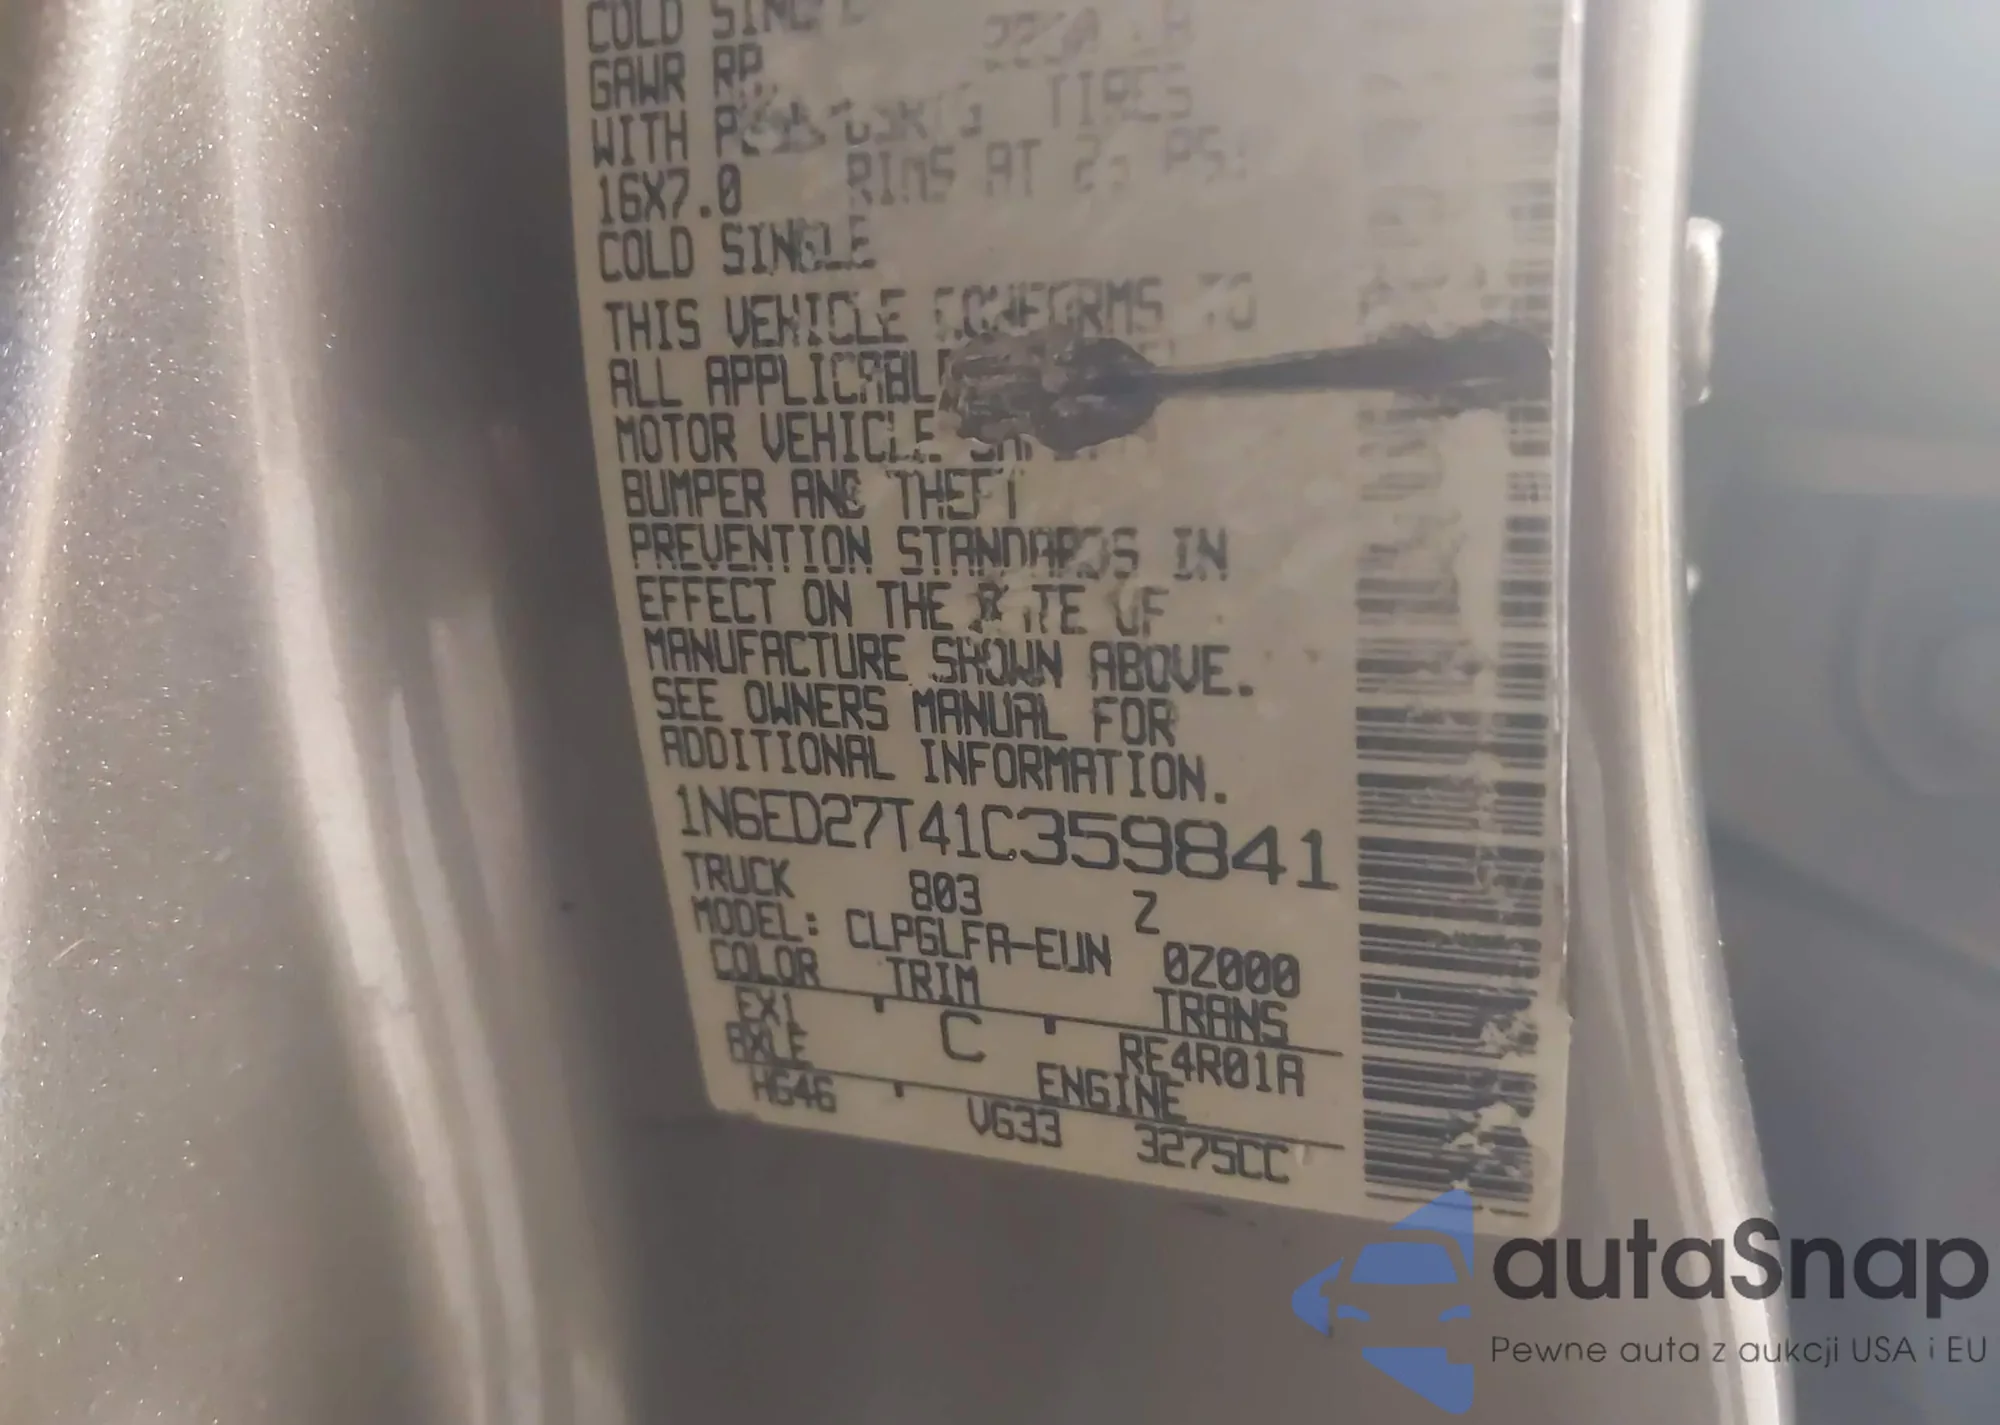 COLD SINGLE
GAWR RR 2250
WITH TIRES
16X7.0 RIMS AT
COLD SINGLE
THIS VEHICLE CONFORMS TO
ALL APPLICABLE
MOTOR VEHICLE
BUMPER AND THEFT
PREVENTION STANDARDS IN
EFFECT ON THE DATE OF
MANUFACTURE SHOWN ABOVE.
SEE OWNERS MANUAL FOR
ADDITIONAL INFORMATION.
1N6ED27T41C359841
TRUCK 803 Z
MODEL: CLPGLFA-EUN 0Z000
COLOR TRIM TRANS
EX1 C RE4R01A
AXLE ENGINE
HG46 VG33 3275CC
autaSnap
Pewne auta z aukcji USA i EU